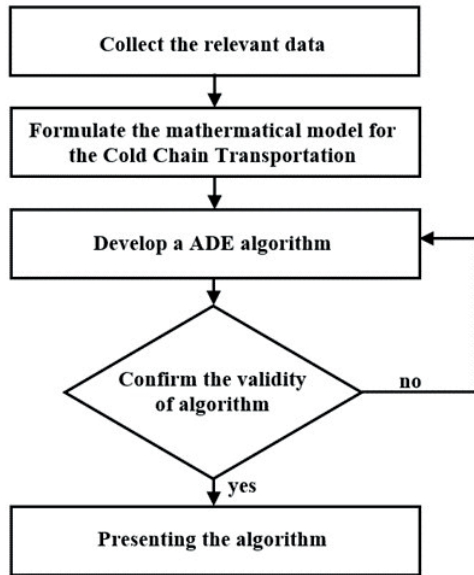 Collect the relevant data
Formulate the mathermatical model for
the Cold Chain Transportation
Develop a ADE algorithm
Confirm the validity
of algorithm
no
yes
Presenting the algorithm